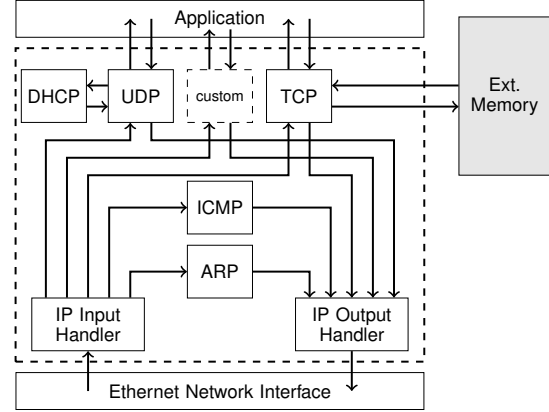 Application
DHCP
UDP
custom
TCP
Ext.
Memory
ICMP
ARP
IP Input
Handler
IP Output
Handler
Ethernet Network Interface